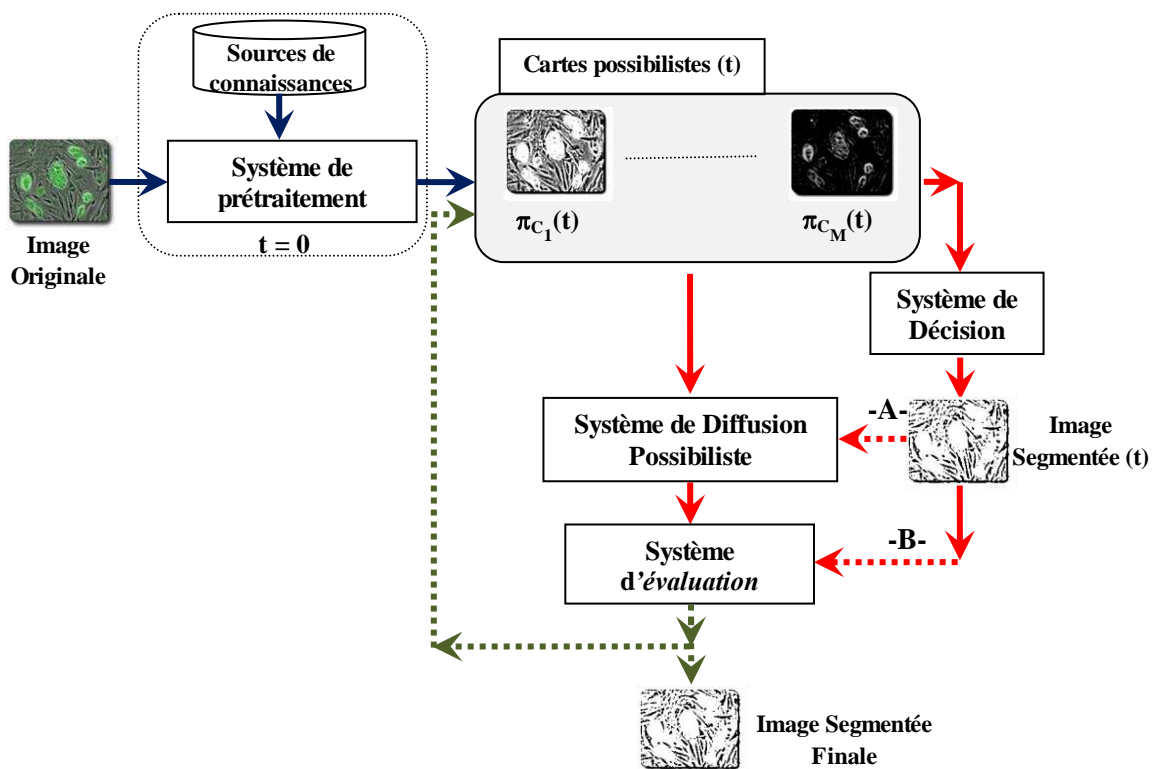 Sources de
connaissances
Cartes possibilistes (t)
Système de
prétraitement
t = 0
Image
Originale
π_{C_1}(t)
π_{C_M}(t)
Système de
Décision
Système de Diffusion
Possibiliste
-A-
Image
Segmentée (t)
-B-
Système
d'évaluation
Image Segmentée
Finale